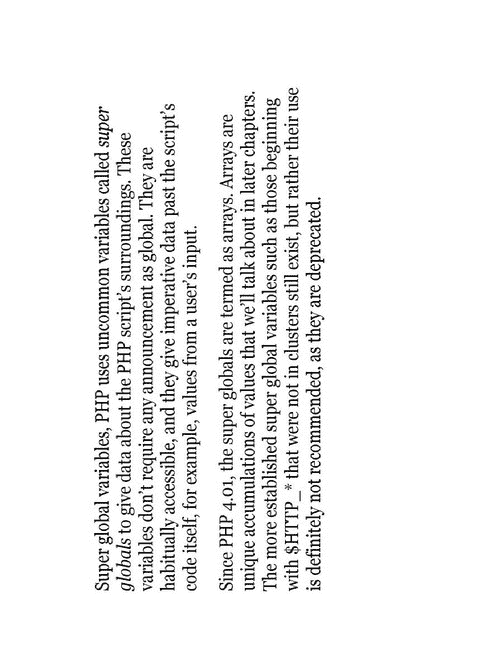 Super global variables, PHP uses uncommon variables called super
globals to give data about the PHP script's surroundings. These
variables don't require any announcement as global. They are
habitually accessible, and they give imperative data past the script's
code itself, for example, values from a user's input.
Since PHP 4.01, the super globals are termed as arrays. Arrays are
unique accumulations of values that we'll talk about in later chapters.
The more established super global variables such as those beginning
with $HTTP_* that were not in clusters still exist, but rather their use
is definitely not recommended, as they are deprecated.